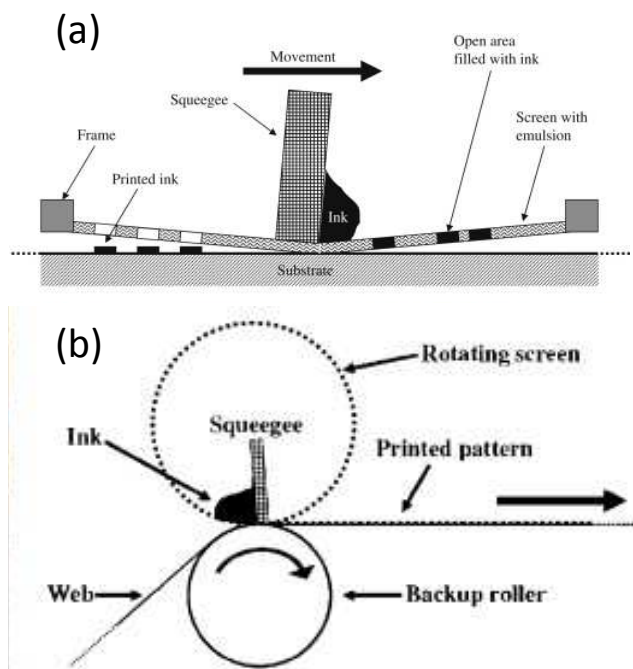 (a)
Movement
Open area
filled with ink
Squeegee
Screen with
emulsion
Frame
Printed ink
Ink
Substrate
(b)
Rotating screen
Squeegee
Ink
Printed pattern
Web
Backup roller